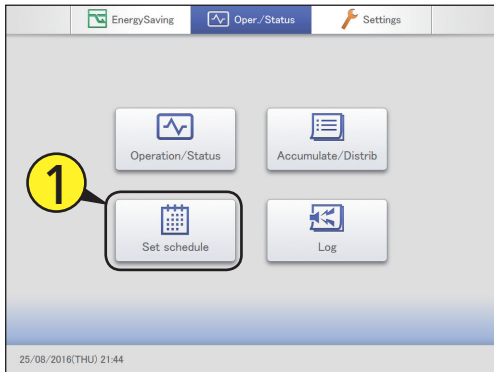 EnergySaving Oper./Status Settings
Operation/Status Accumulate/Distrib
1
Set schedule Log
25/08/2016(THU) 21:44